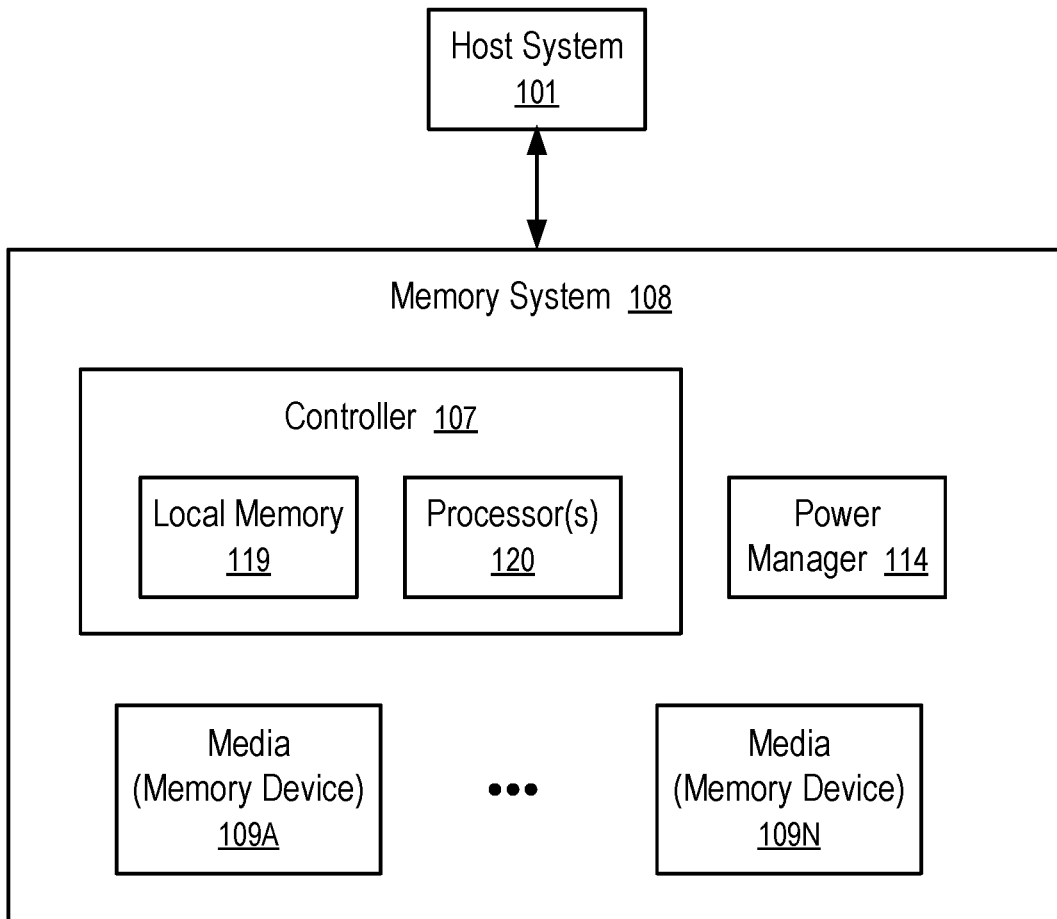 Host System
101
Memory System 108
Controller 107
Local Memory
119
Processor(s)
120
Power
Manager 114
Media
(Memory Device)
109A
•••
Media
(Memory Device)
109N